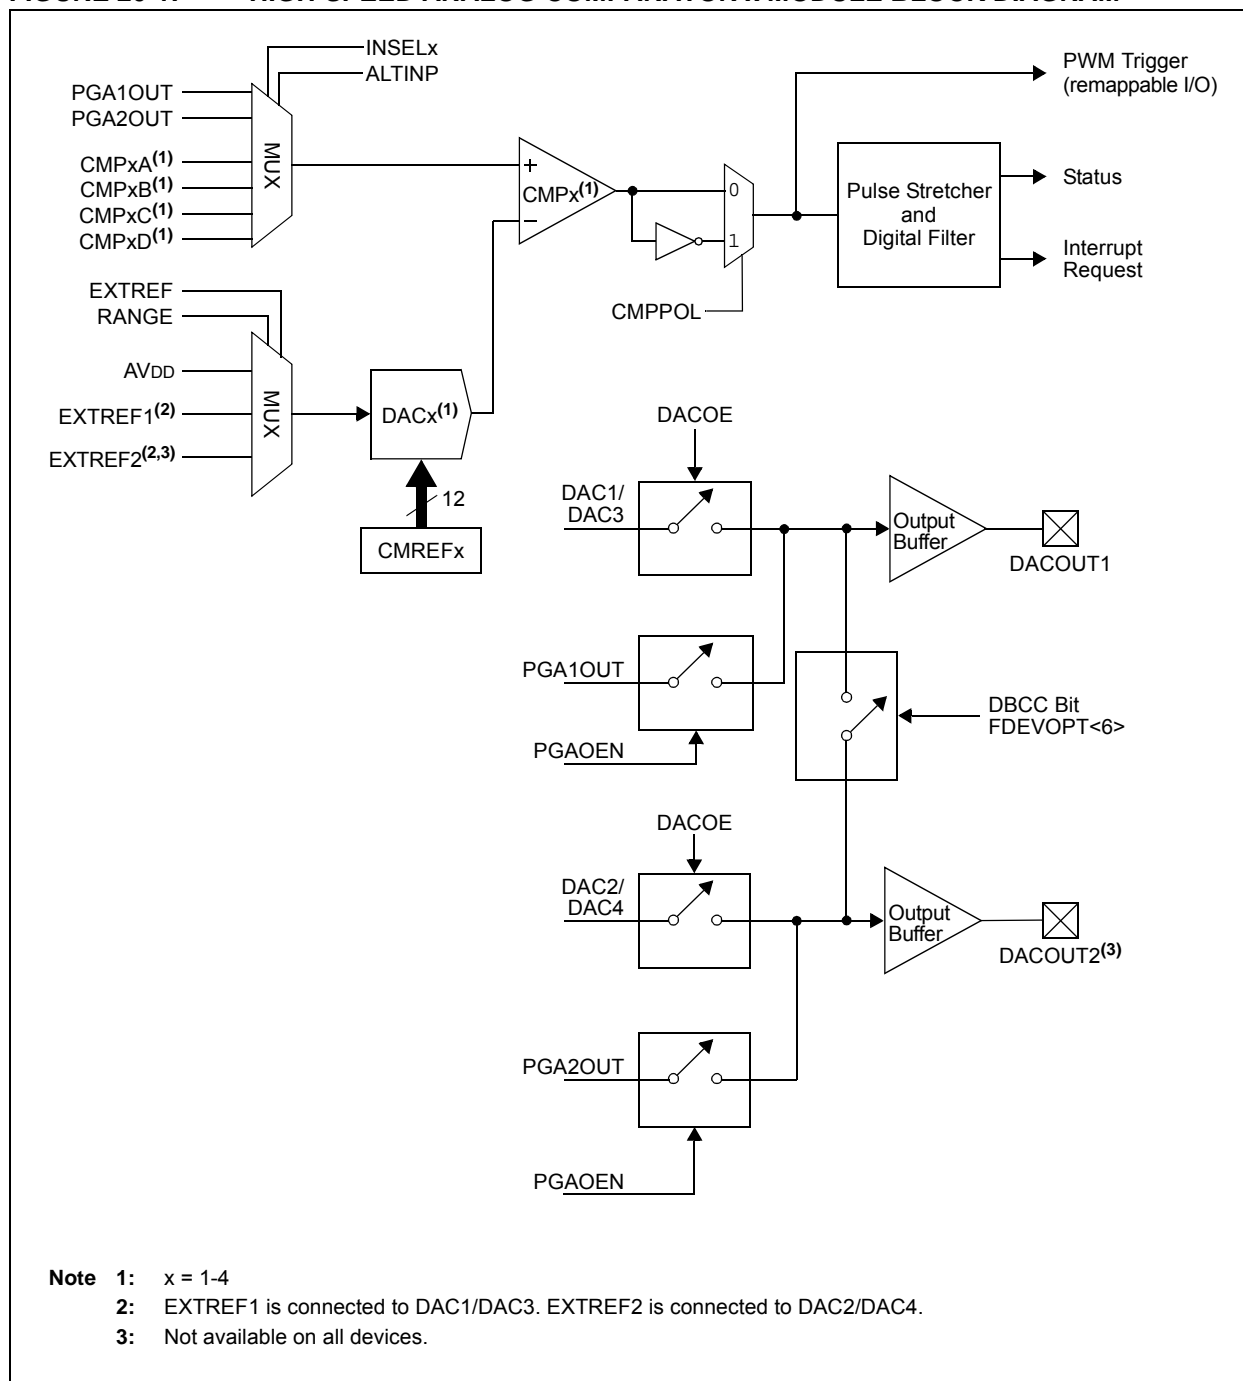 INSELx
ALTINP
PGA1OUT
PGA2OUT
CMPxA(1)
CMPxB(1)
CMPxC(1)
CMPxD(1)
MUX
CMPx(1)
+
−
0
1
CMPPOL
PWM Trigger
(remappable I/O)
Pulse Stretcher
and
Digital Filter
Status
Interrupt
Request
EXTREF
RANGE
AVDD
EXTREF1(2)
EXTREF2(2,3)
MUX
DACx(1)
12
CMREFx
DACOE
DAC1/
DAC3
Output
Buffer
DACOUT1
PGA1OUT
PGAOEN
DBCC Bit
FDEVOPT<6>
DACOE
DAC2/
DAC4
Output
Buffer
DACOUT2(3)
PGA2OUT
PGAOEN
Note 1: x = 1-4
2: EXTREF1 is connected to DAC1/DAC3. EXTREF2 is connected to DAC2/DAC4.
3: Not available on all devices.